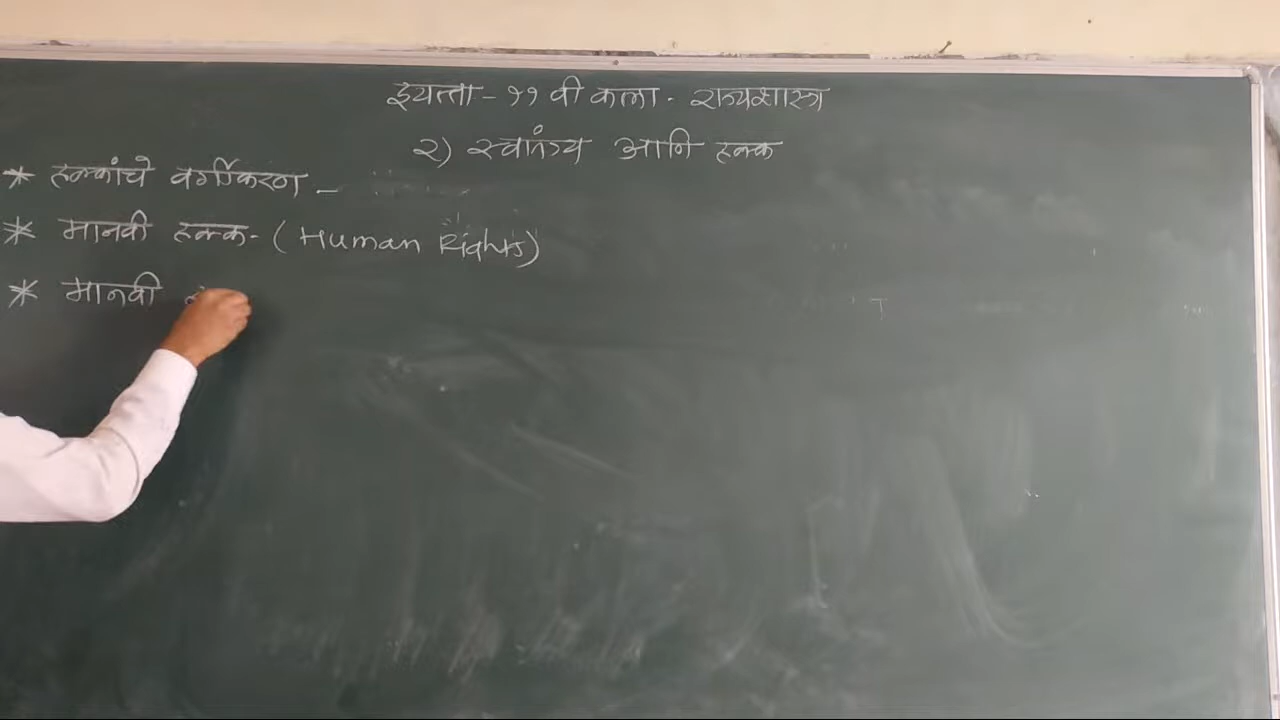 इयत्ता - ११ वी कला. राज्यशास्त्र
२) स्वातंत्र्य आणि हक्क
* हक्कांचे वर्गीकरण -
* मानवी हक्क - (Human Rights)
* मानवी